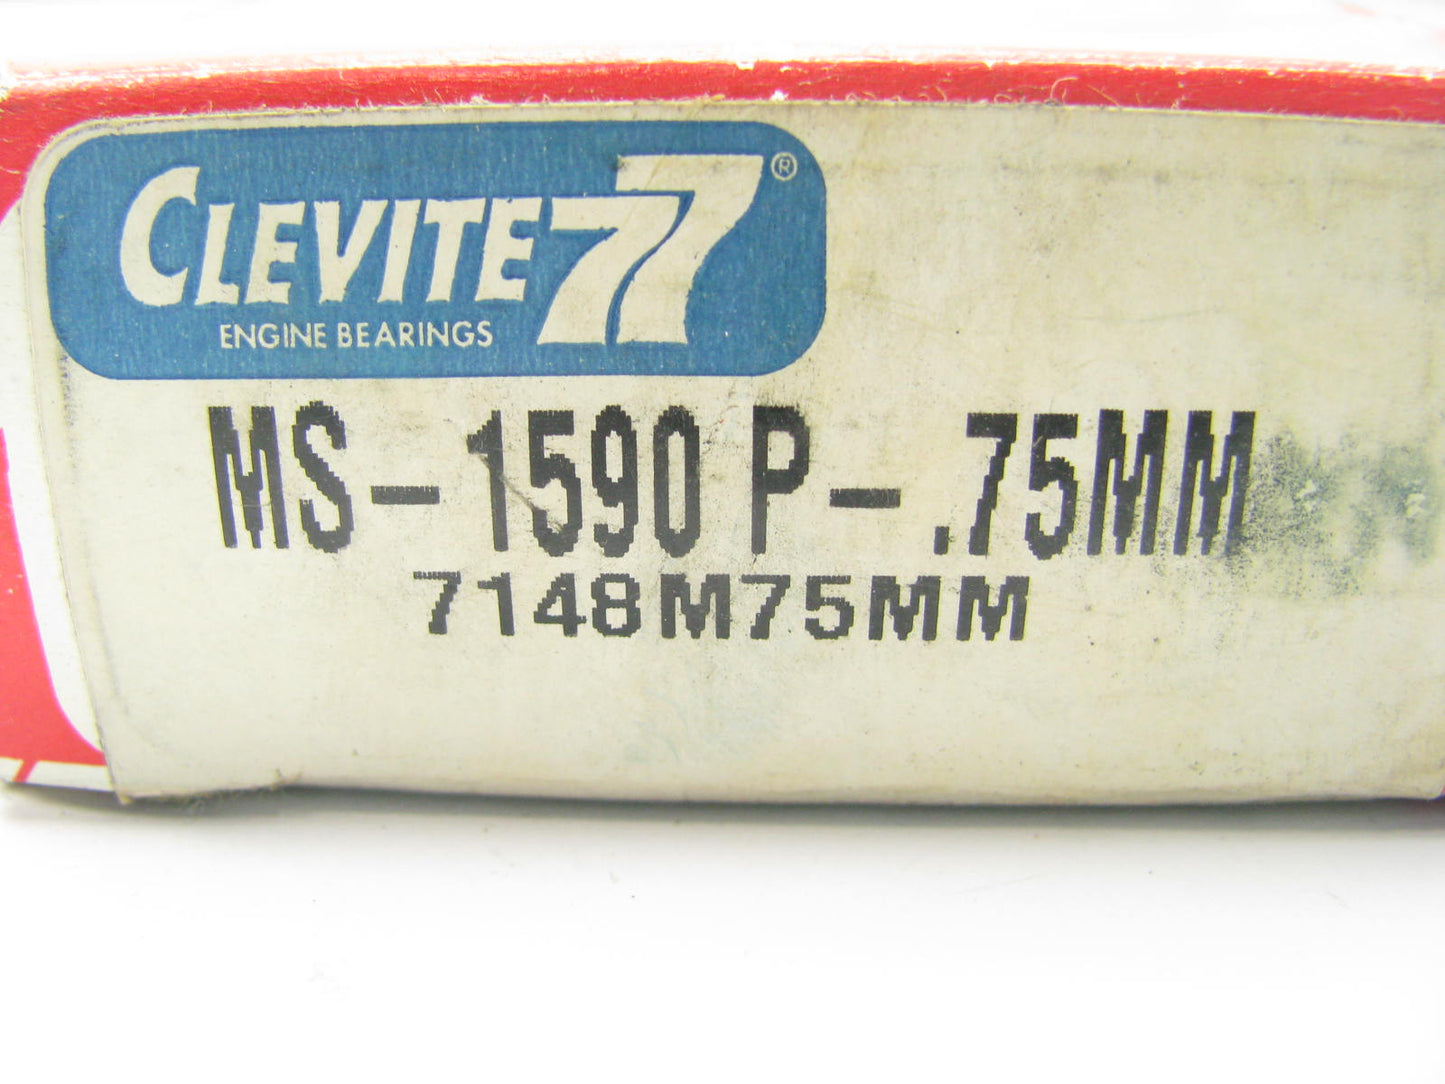 CLEVITE 77®
ENGINE BEARINGS
MS-1590 P-.75MM
7148M75MM